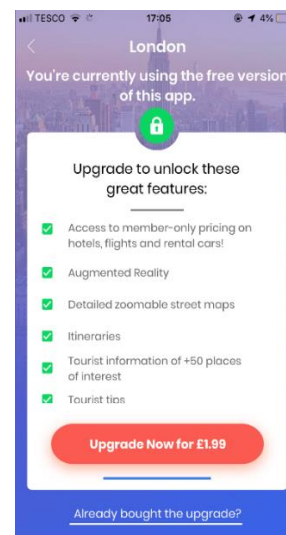 TESCO 17:05 4%
London
You're currently using the free version
of this app.
Upgrade to unlock these
great features:
Access to member-only pricing on
hotels, flights and rental cars!
Augmented Reality
Detailed zoomable street maps
Itineraries
Tourist information of +50 places
of interest
Tourist tips
Upgrade Now for £1.99
Already bought the upgrade?